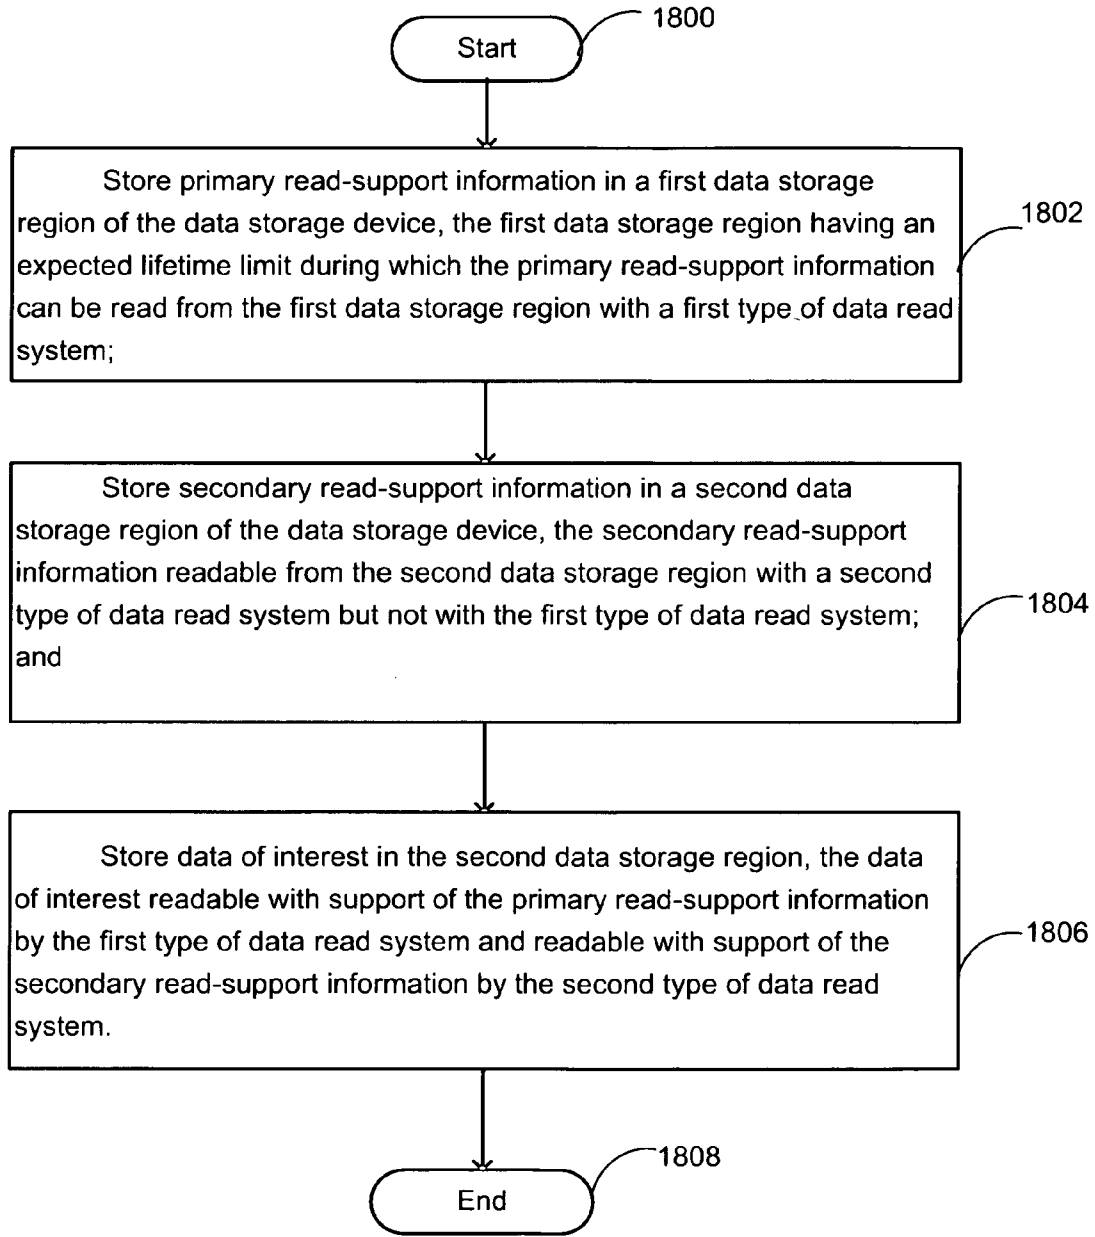 1800
Start
Store primary read-support information in a first data storage
region of the data storage device, the first data storage region having an
expected lifetime limit during which the primary read-support information
can be read from the first data storage region with a first type of data read
system;
1802
Store secondary read-support information in a second data
storage region of the data storage device, the secondary read-support
information readable from the second data storage region with a second
type of data read system but not with the first type of data read system;
and
1804
Store data of interest in the second data storage region, the data
of interest readable with support of the primary read-support information
by the first type of data read system and readable with support of the
secondary read-support information by the second type of data read
system.
1806
1808
End